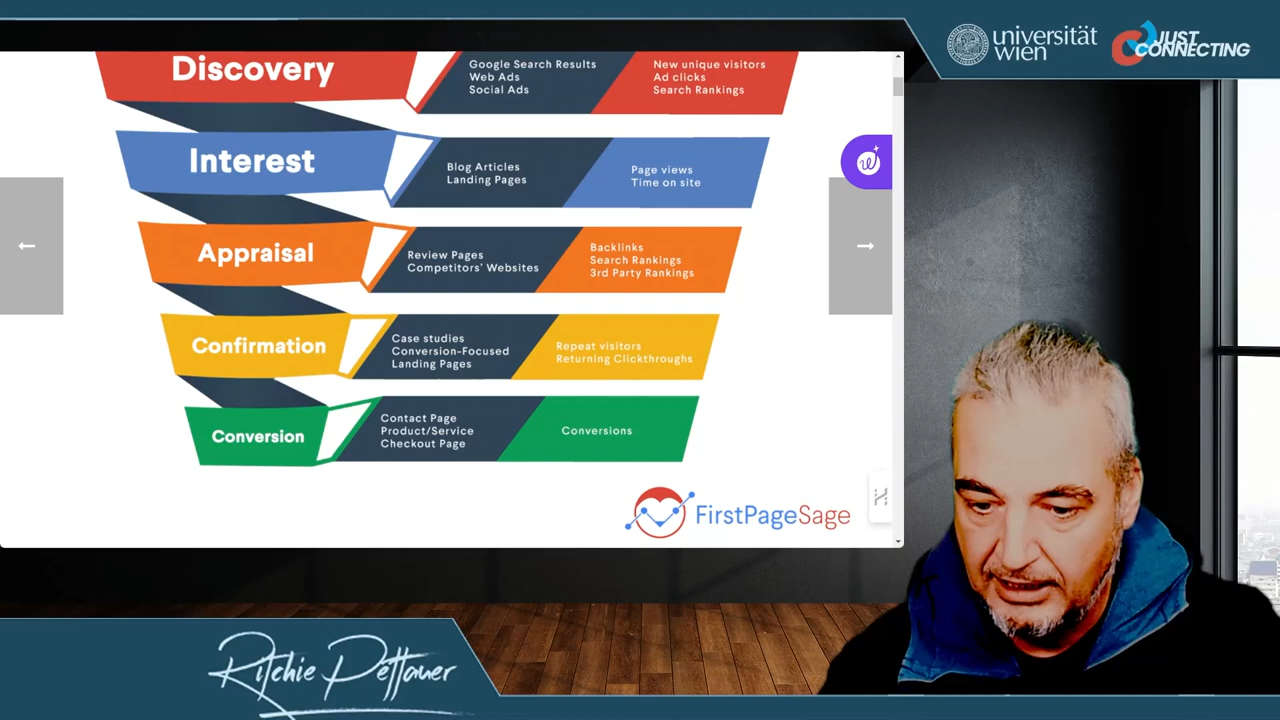 universität
wien
JUST
CONNECTING
Discovery
Google Search Results
Web Ads
Social Ads
New unique visitors
Ad clicks
Search Rankings
Interest
Blog Articles
Landing Pages
Page views
Time on site
Appraisal
Review Pages
Competitors' Websites
Backlinks
Search Rankings
3rd Party Rankings
Confirmation
Case studies
Conversion-Focused
Landing Pages
Repeat visitors
Returning Clickthroughs
Conversion
Contact Page
Product/Service
Checkout Page
Conversions
FirstPageSage
Ritchie Pettauer